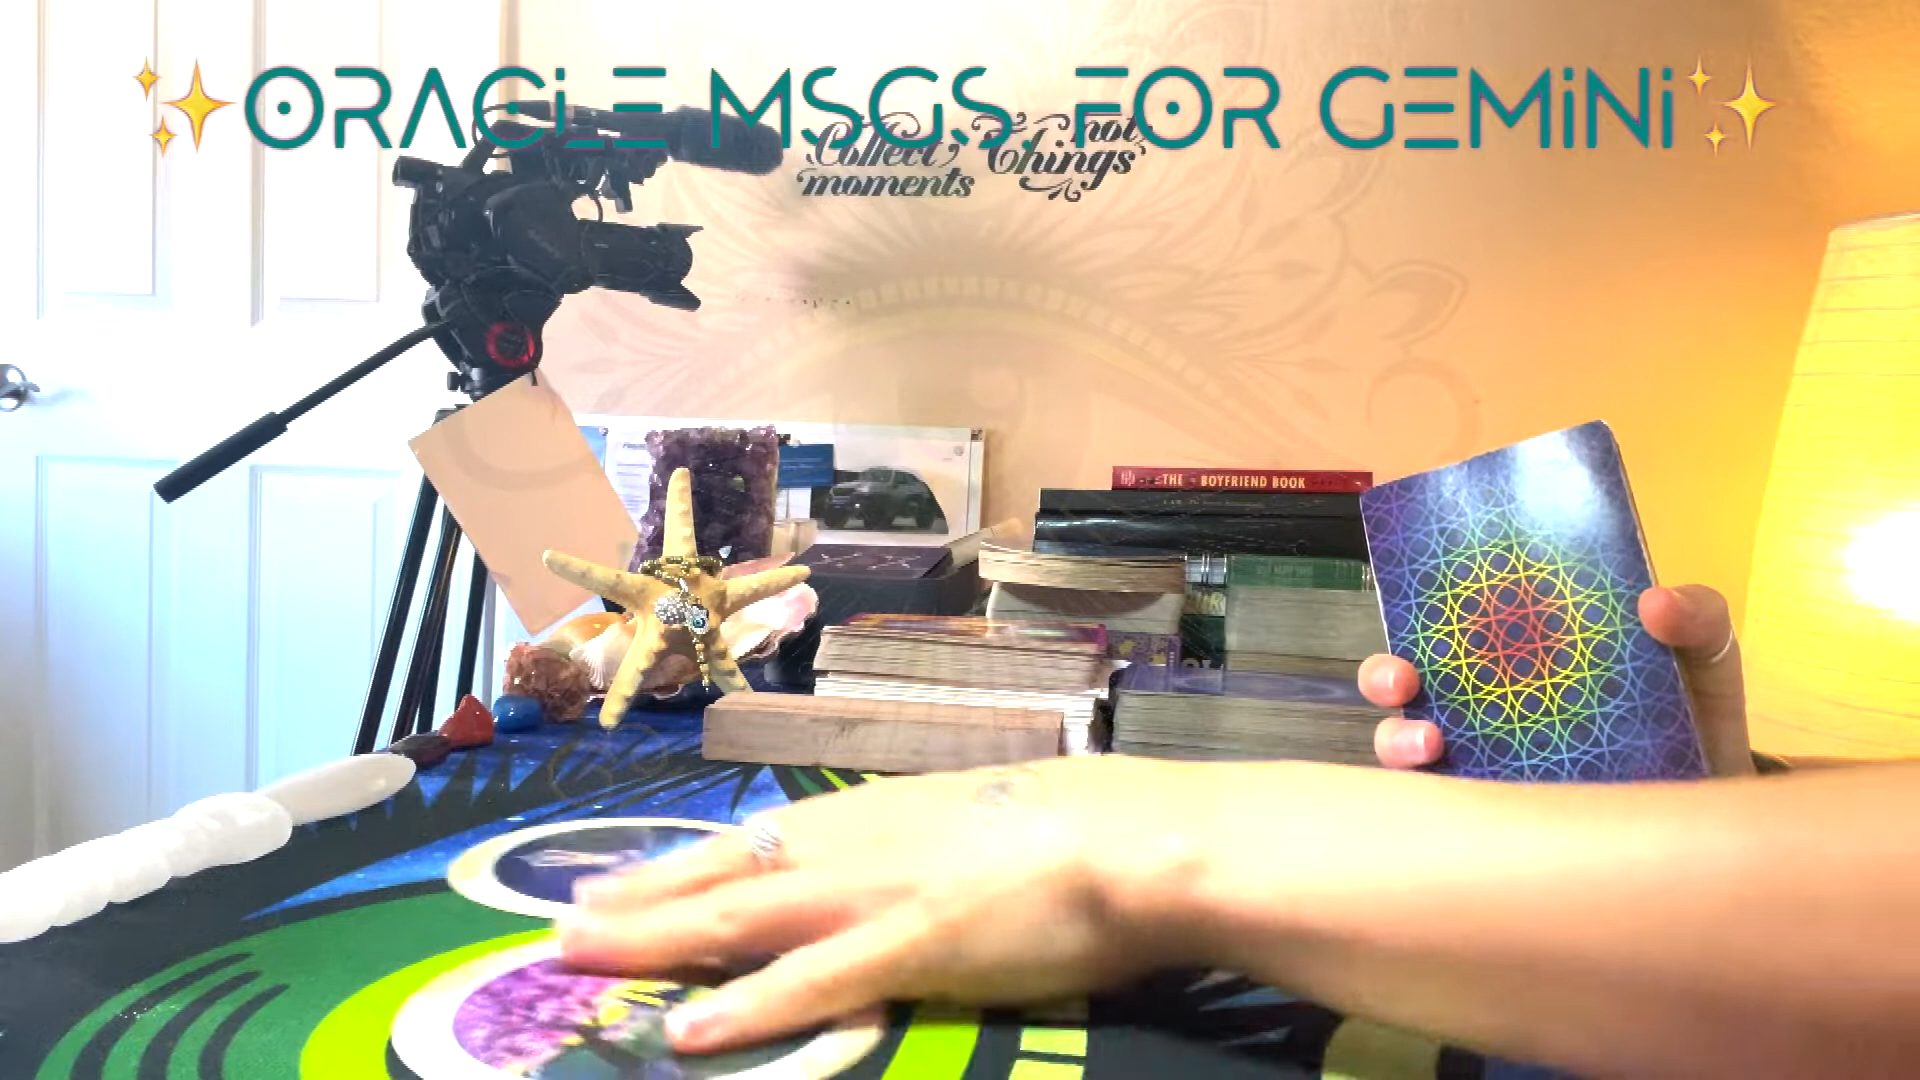 ✨ORACLE MSGS. FOR GEMINI✨
Collect moments
not Things
THE BOYFRIEND BOOK